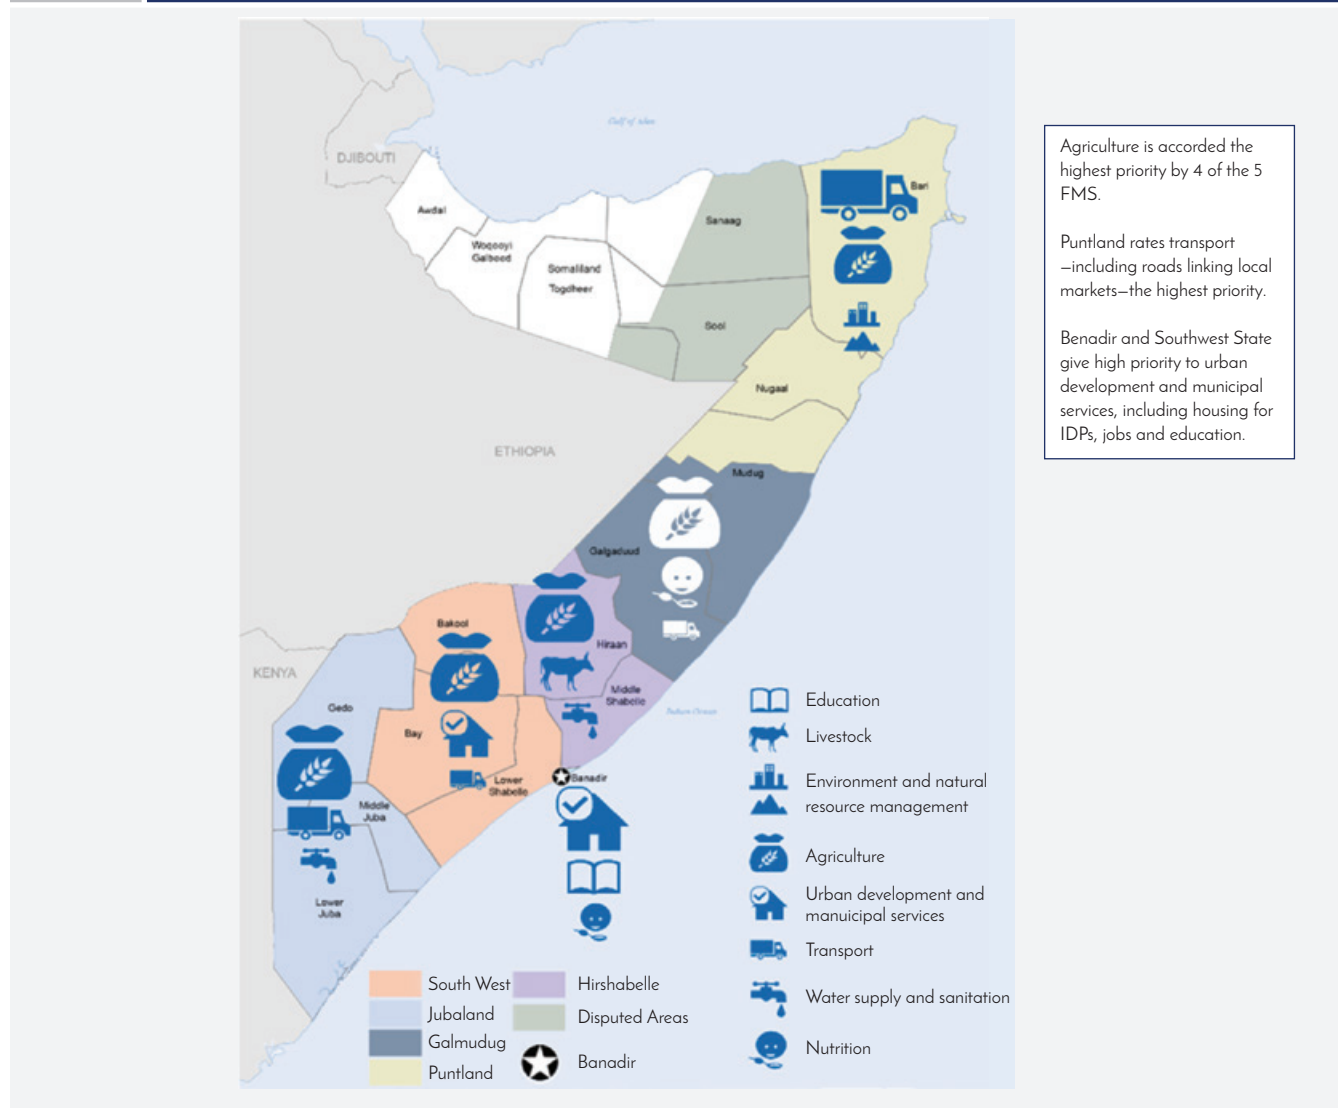 Gulf of Aden
DJIBOUTI
Awdal
Woqooyi
Galbeed
Somaliland
Togdheer
Sanaag
Sool
Bari
Nugaal
ETHIOPIA
Mudug
Galgaduud
Bakool
Hiraan
KENYA
Middle
Shabelle
Gedo
Bay
Indian Ocean
Lower
Shabelle
Banadir
Middle
Juba
Lower
Juba
Agriculture is accorded the
highest priority by 4 of the 5
FMS.
Puntland rates transport
–including roads linking local
markets–the highest priority.
Benadir and Southwest State
give high priority to urban
development and municipal
services, including housing for
IDPs, jobs and education.
Education
Livestock
Environment and natural
resource management
Agriculture
Urban development and
manuicipal services
Transport
Water supply and sanitation
Nutrition
South West
Jubaland
Galmudug
Puntland
Hirshabelle
Disputed Areas
Banadir